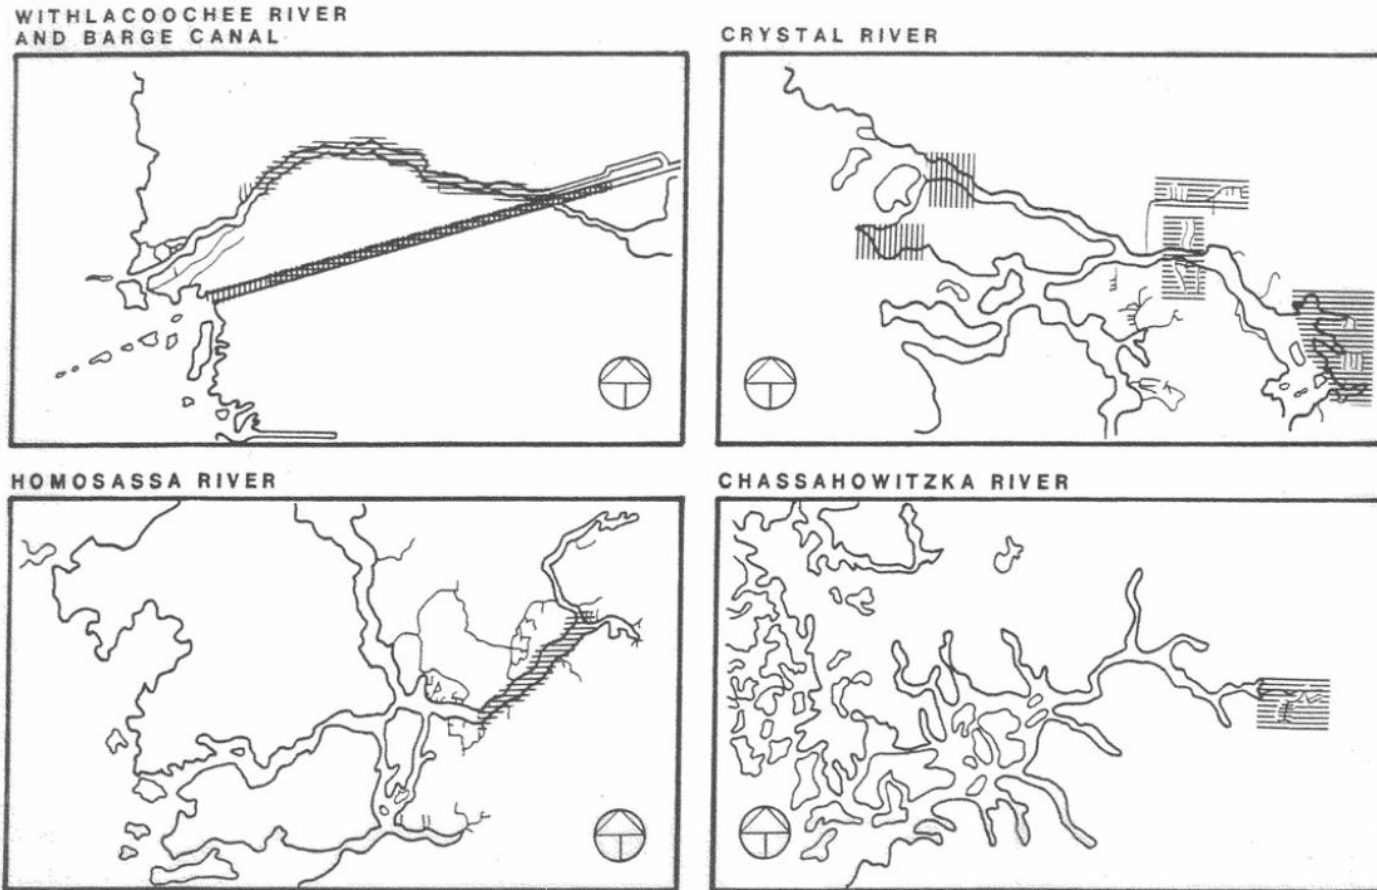 WITHLACOOCHEE RIVER
AND BARGE CANAL
CRYSTAL RIVER
HOMOSASSA RIVER
CHASSAHOWITZKA RIVER